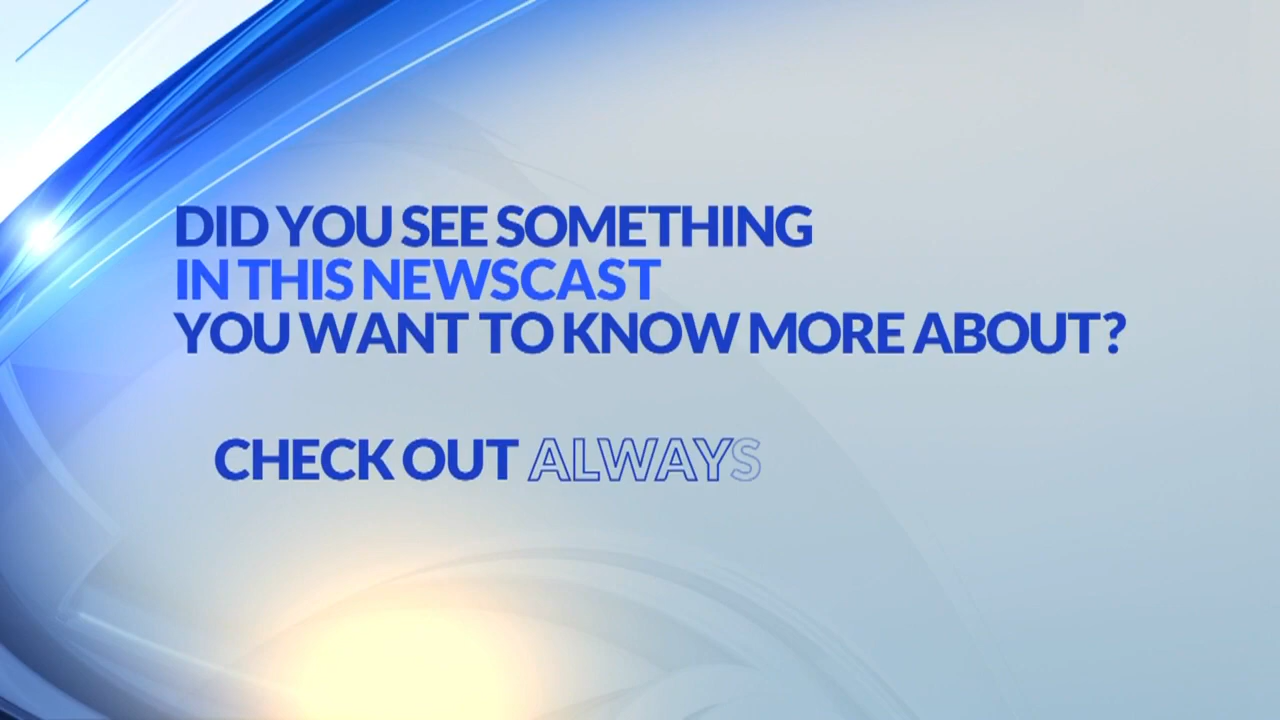 DID YOU SEE SOMETHING
IN THIS NEWSCAST
YOU WANT TO KNOW MORE ABOUT?
CHECK OUT ALWAYS